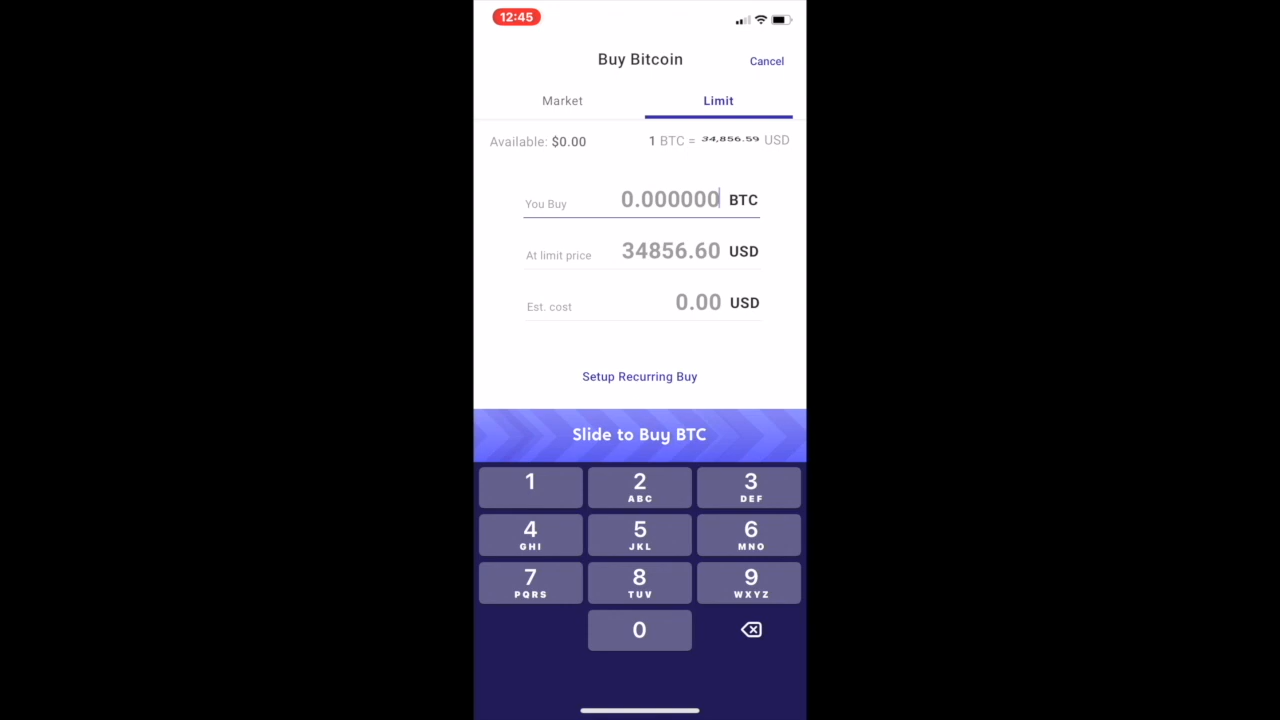 12:45
Buy Bitcoin
Cancel
Market
Limit
Available: $0.00
1 BTC = 34,856.59 USD
You Buy 0.000000 BTC
At limit price 34856.60 USD
Est. cost 0.00 USD
Setup Recurring Buy
Slide to Buy BTC
1 2 3
ABC DEF
4 5 6
GHI JKL MNO
7 8 9
PQRS TUV WXYZ
0